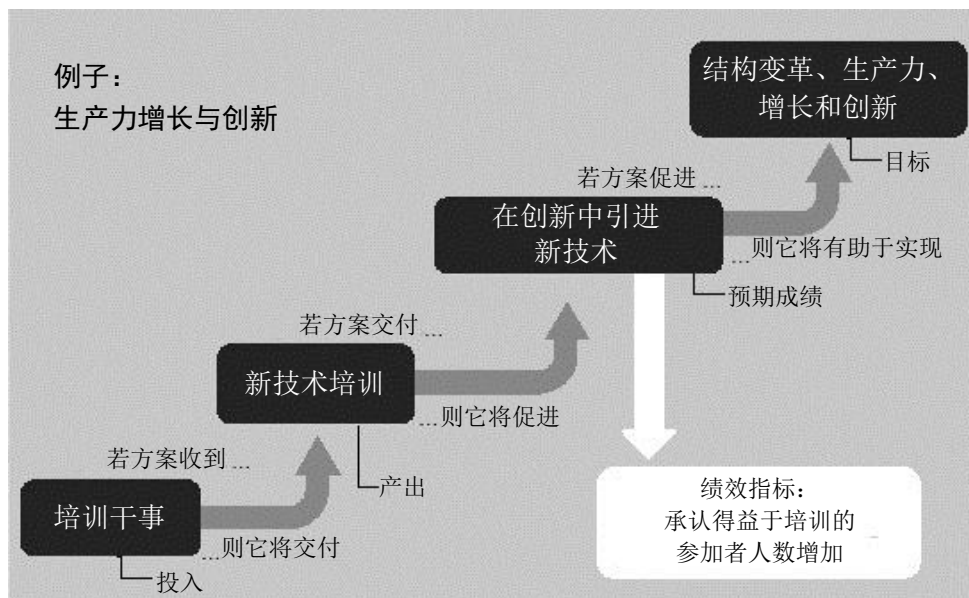 例子：
生产力增长与创新
结构变革、生产力、
增长和创新
目标
若方案促进 ...
在创新中引进
新技术
...则它将有助于实现
预期成绩
若方案交付 ...
新技术培训
...则它将促进
产出
若方案收到 ...
培训干事
...则它将交付
投入
绩效指标：
承认得益于培训的
参加者人数增加